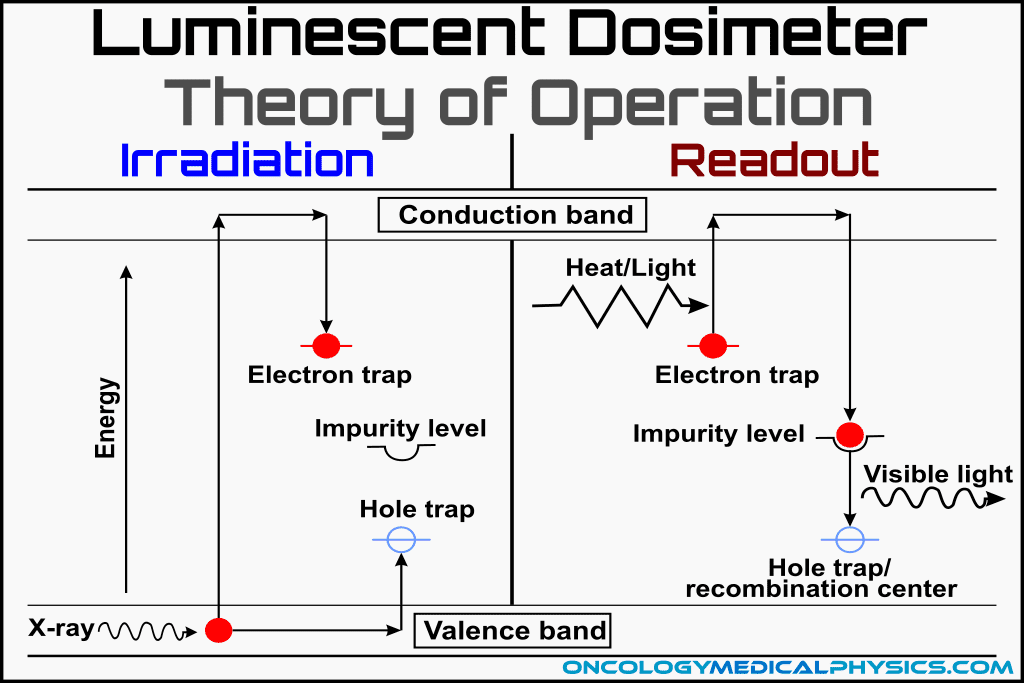 Luminescent Dosimeter
Theory of Operation
Irradiation
Readout
Conduction band
Heat/Light
Electron trap
Electron trap
Energy
Impurity level
Impurity level
Visible light
Hole trap
Hole trap/
recombination center
X-ray
Valence band
ONCOLOGYMEDICALPHYSICS.COM